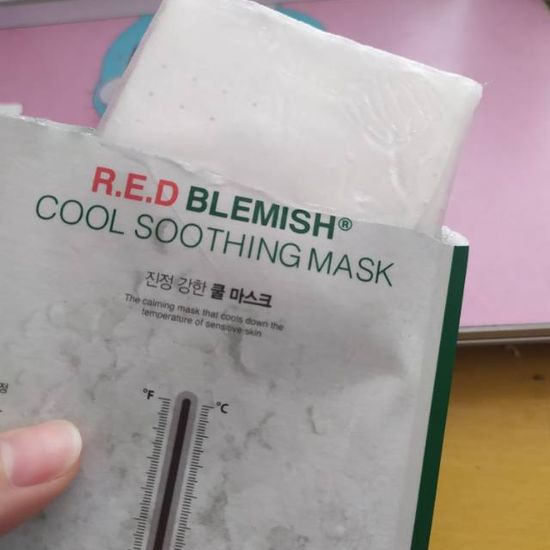 R.E.D BLEMISH®
COOL SOOTHING MASK
진정 강한 쿨 마스크
The calming mask that cools down the
temperature of sensitive skin
°F °C
정